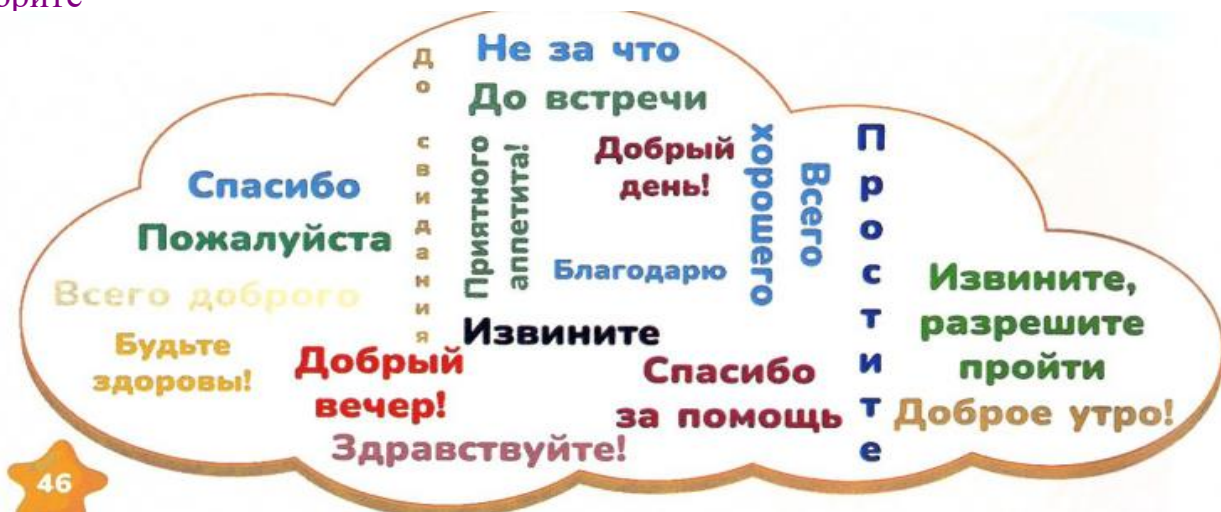 орите
Не за что
До встречи
До свидания
Приятного
аппетита!
Добрый
день!
Всего
хорошего
Простите
Спасибо
Пожалуйста
Благодарю
Всего доброго
Извините,
разрешите
пройти
Извините
Будьте
здоровы!
Добрый
вечер!
Спасибо
за помощь
Доброе утро!
Здравствуйте!
46